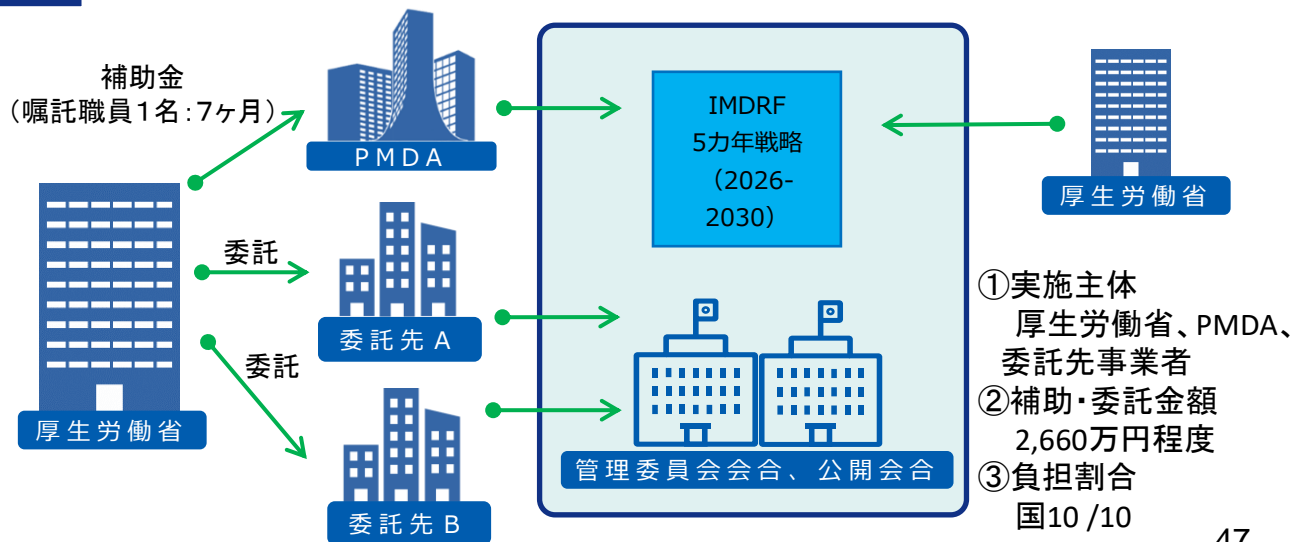 補助金
（嘱託職員１名：7ヶ月）
PMDA
厚生労働省
委託
委託先A
委託
委託先B
IMDRF
5カ年戦略
（2026-
2030）
管理委員会会合、公開会合
厚生労働省
①実施主体
厚生労働省、PMDA、
委託先事業者
②補助・委託金額
2,660万円程度
③負担割合
国10 /10
47